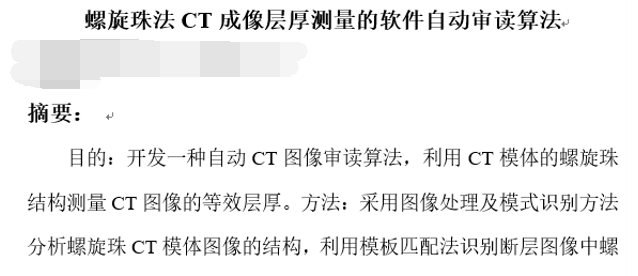 螺旋珠法 CT 成像层厚测量的软件自动审读算法
摘要：
目的：开发一种自动 CT 图像审读算法，利用 CT 模体的螺旋珠
结构测量 CT 图像的等效层厚。方法：采用图像处理及模式识别方法
分析螺旋珠 CT 模体图像的结构，利用模板匹配法识别断层图像中螺